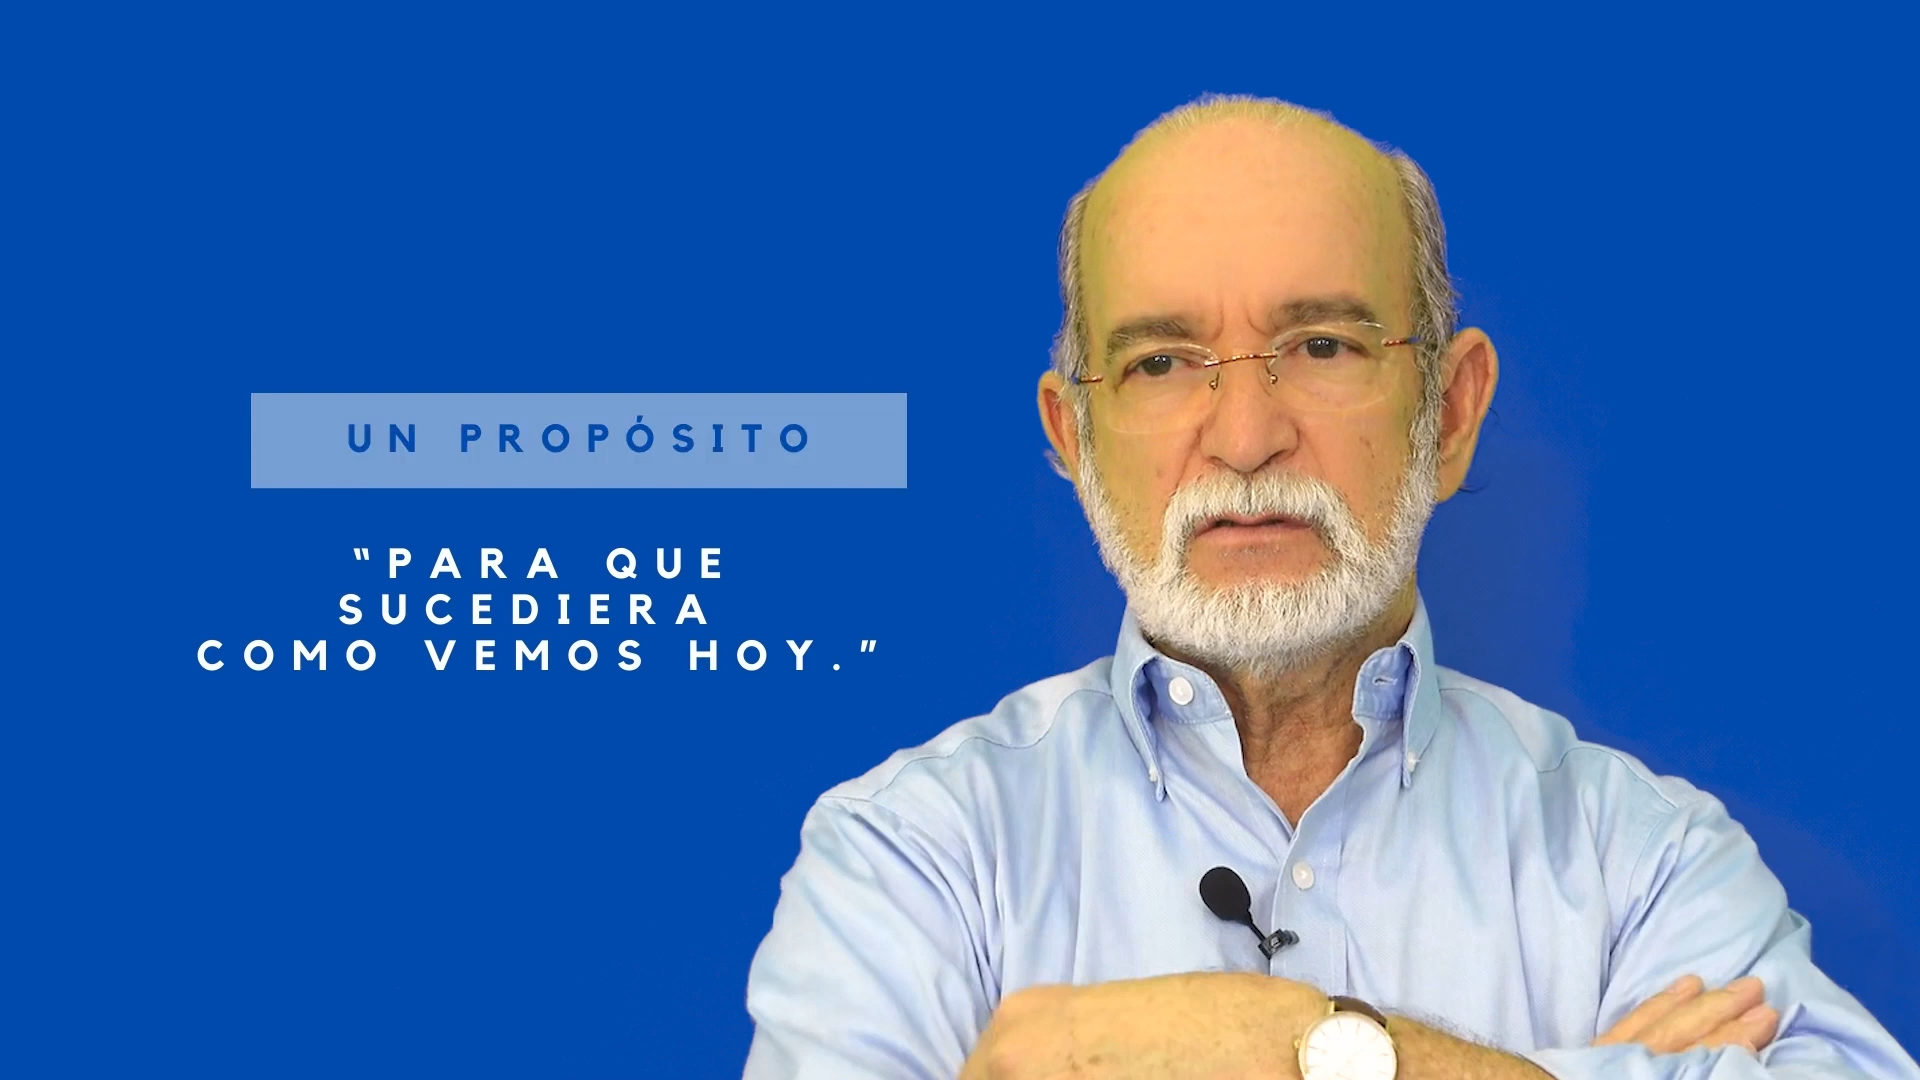 UN PROPÓSITO
“PARA QUE
SUCEDIERA
COMO VEMOS HOY.”